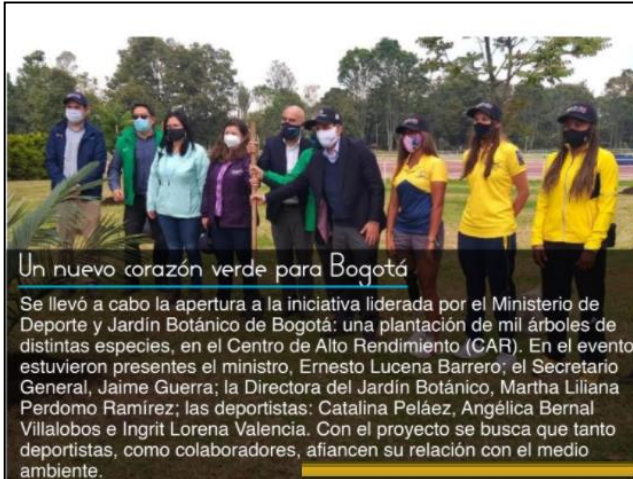 Un nuevo corazón verde para Bogotá
Se llevó a cabo la apertura a la iniciativa liderada por el Ministerio de
Deporte y Jardín Botánico de Bogotá: una plantación de mil árboles de
distintas especies, en el Centro de Alto Rendimiento (CAR). En el evento
estuvieron presentes el ministro, Ernesto Lucena Barrero; el Secretario
General, Jaime Guerra; la Directora del Jardín Botánico, Martha Liliana
Perdomo Ramírez; las deportistas: Catalina Peláez, Angélica Bernal
Villalobos e Ingrit Lorena Valencia. Con el proyecto se busca que tanto
deportistas, como colaboradores, afiancen su relación con el medio
ambiente.